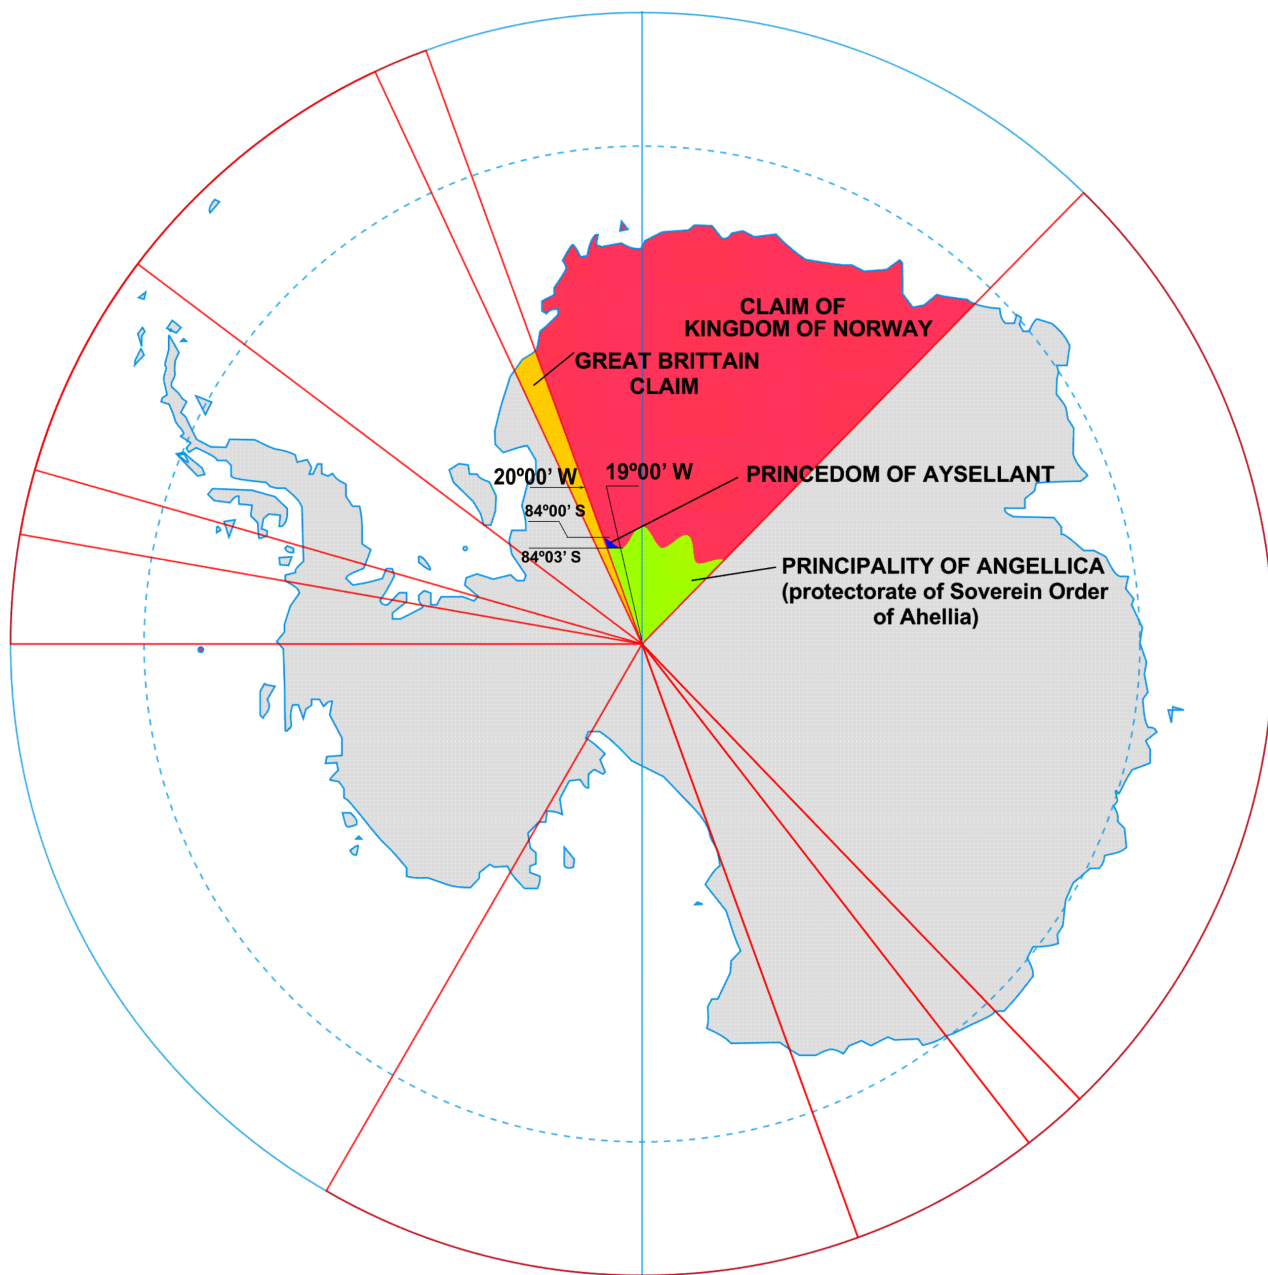 CLAIM OF
KINGDOM OF NORWAY
GREAT BRITTAIN
CLAIM
20º00’ W
19º00’ W
PRINCEDOM OF AYSELLANT
84º00’ S
84º03’ S
PRINCIPALITY OF ANGELLICA
(protectorate of Soverein Order
of Ahellia)